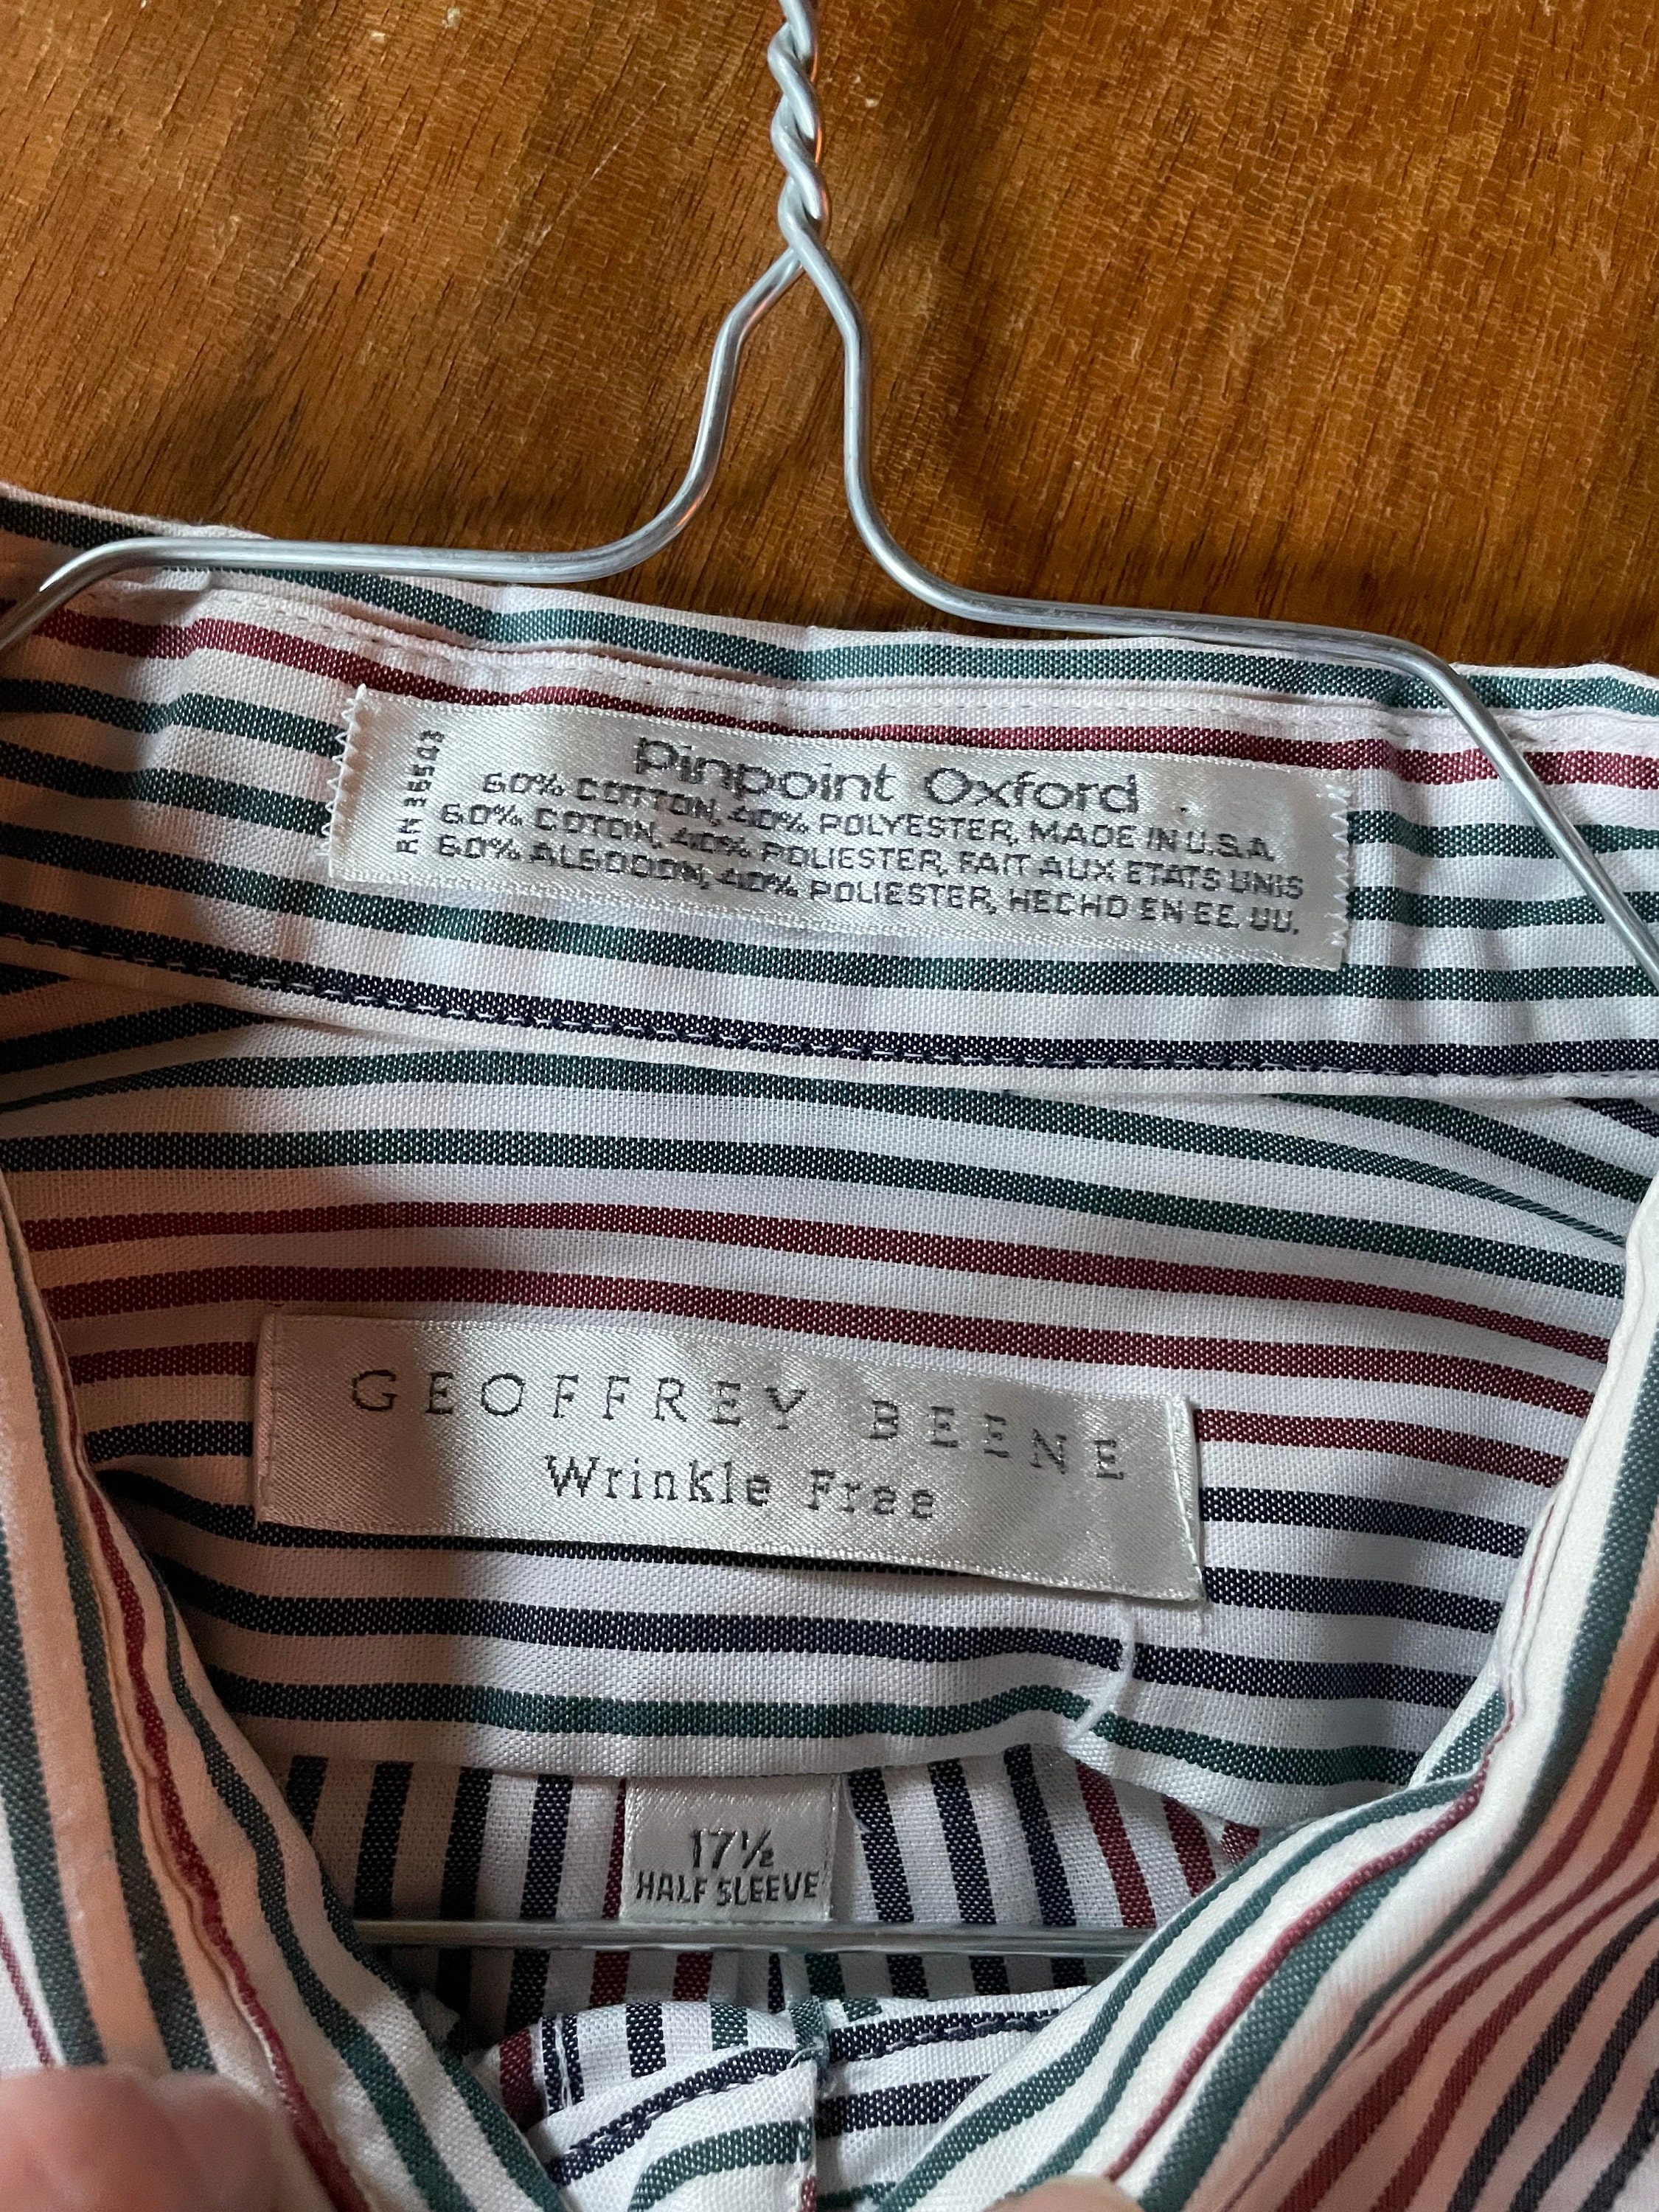 Pinpoint Oxford
60% COTTON, 40% POLYESTER, MADE IN U.S.A.
60% COTON, 40% POLIESTER, FAIT AUX ETATS UNIS
60% ALGODON, 40% POLIESTER, HECHO EN EE. UU.
RN
GEOFFREY BEENE
Wrinkle Free
17½
HALF SLEEVE